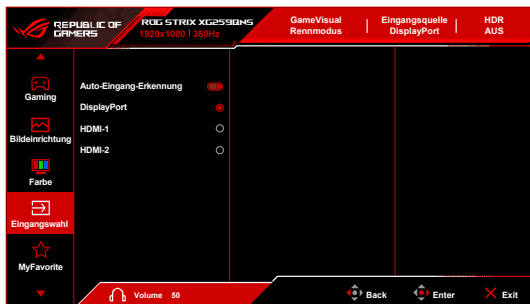 REPUBLIC OF
GAMERS
ROG STRIX XG259QNS
1920x1080 | 380Hz
GameVisual
Rennmodus
Eingangsquelle
DisplayPort
HDR
AUS
Gaming
Bildeinrichtung
Farbe
Eingangswahl
MyFavorite
Auto-Eingang-Erkennung
DisplayPort
HDMI-1
HDMI-2
Volume 50
Back
Enter
Exit